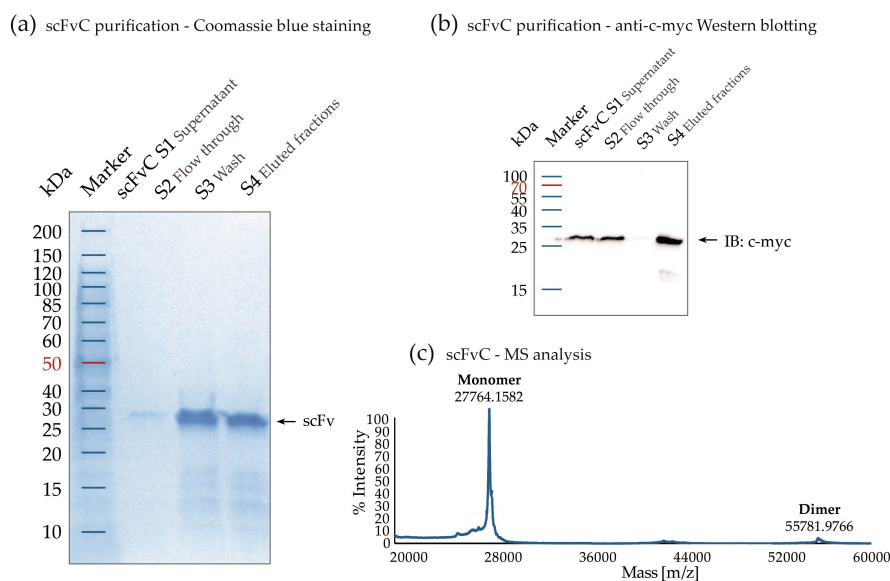 (a) scFvC purification - Coomassie blue staining
kDa
Marker
scFvC S1 Supernatant
S2 Flow through
S3 Wash
S4 Eluted fractions
200
150
120
100
85
70
60
50
40
30
25
20
15
10
scFv
(b) scFvC purification - anti-c-myc Western blotting
kDa
Marker
scFvC S1 Supernatant
S2 Flow through
S3 Wash
S4 Eluted fractions
100
70
55
40
35
25
15
IB: c-myc
(c) scFvC - MS analysis
Monomer
27764.1582
Dimer
55781.9766
% Intensity
100
90
80
70
60
50
40
30
20
10
0
20000 28000 36000 44000 52000 60000
Mass [m/z]